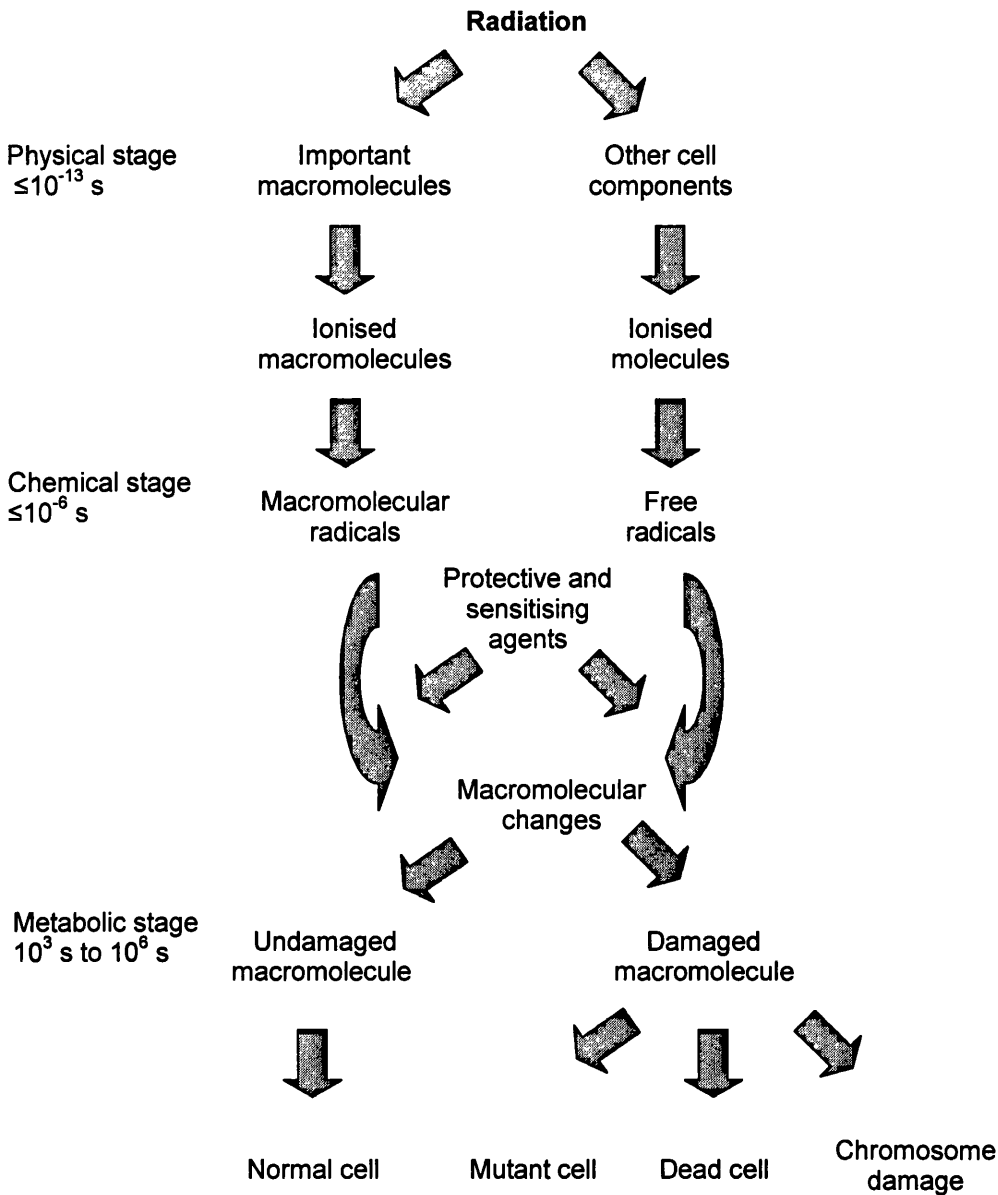 Radiation
Physical stage
≤10⁻¹³ s
Important
macromolecules
Other cell
components
Ionised
macromolecules
Ionised
molecules
Chemical stage
≤10⁻⁶ s
Macromolecular
radicals
Free
radicals
Protective and
sensitising
agents
Macromolecular
changes
Metabolic stage
10³ s to 10⁶ s
Undamaged
macromolecule
Damaged
macromolecule
Normal cell
Mutant cell
Dead cell
Chromosome
damage